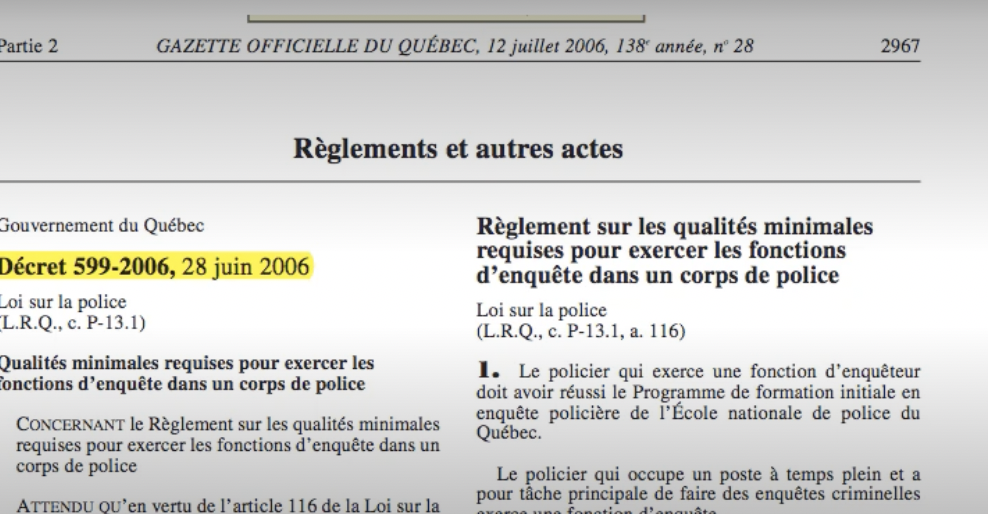 Partie 2
GAZETTE OFFICIELLE DU QUÉBEC, 12 juillet 2006, 138e année, no 28
2967
Règlements et autres actes
Gouvernement du Québec
Décret 599-2006, 28 juin 2006
Loi sur la police
(L.R.Q., c. P-13.1)
Qualités minimales requises pour exercer les
fonctions d'enquête dans un corps de police
CONCERNANT le Règlement sur les qualités minimales
requises pour exercer les fonctions d'enquête dans un
corps de police
ATTENDU QU'en vertu de l'article 116 de la Loi sur la
Règlement sur les qualités minimales
requises pour exercer les fonctions
d'enquête dans un corps de police
Loi sur la police
(L.R.Q., c. P-13.1, a. 116)
1. Le policier qui exerce une fonction d'enquêteur
doit avoir réussi le Programme de formation initiale en
enquête policière de l'École nationale de police du
Québec.
Le policier qui occupe un poste à temps plein et a
pour tâche principale de faire des enquêtes criminelles
exerce une fonction d'enquête